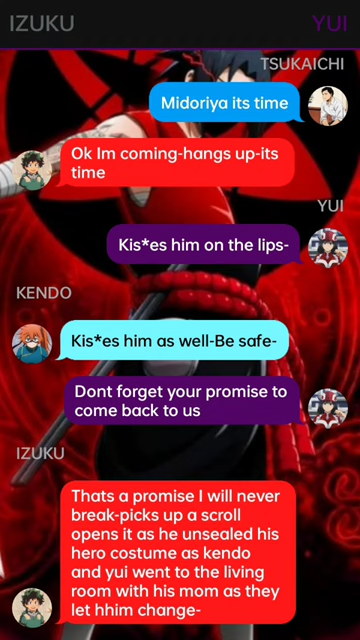 IZUKU
YUI
TSUKAICHI
Midoriya its time
Ok Im coming-hangs up-its
time
YUI
Kis*es him on the lips-
KENDO
Kis*es him as well-Be safe-
Dont forget your promise to
come back to us
IZUKU
Thats a promise I will never
break-picks up a scroll
opens it as he unsealed his
hero costume as kendo
and yui went to the living
room with his mom as they
let hhim change-